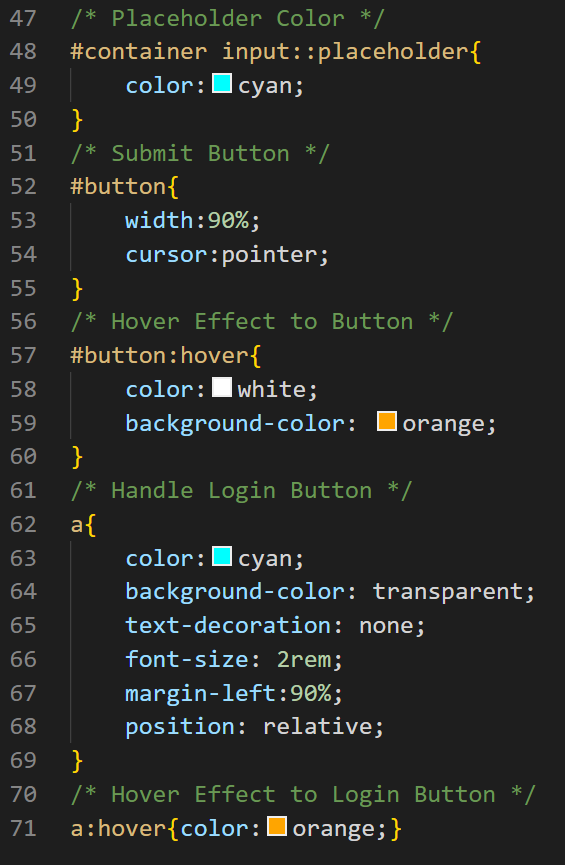 47 /* Placeholder Color */
48 #container input::placeholder{
49 color:cyan;
50 }
51 /* Submit Button */
52 #button{
53 width:90%;
54 cursor:pointer;
55 }
56 /* Hover Effect to Button */
57 #button:hover{
58 color:white;
59 background-color: orange;
60 }
61 /* Handle Login Button */
62 a{
63 color:cyan;
64 background-color: transparent;
65 text-decoration: none;
66 font-size: 2rem;
67 margin-left:90%;
68 position: relative;
69 }
70 /* Hover Effect to Login Button */
71 a:hover{color:orange;}